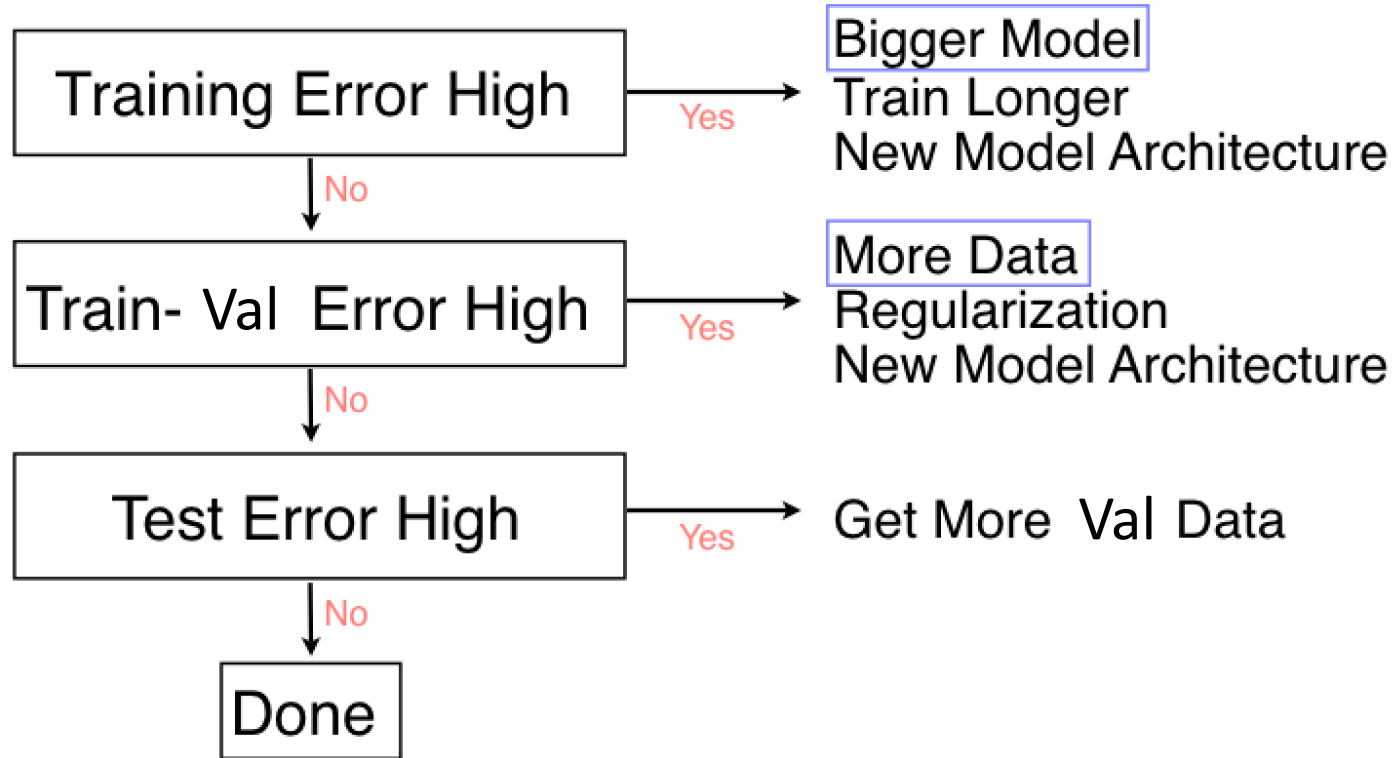 Training Error High
Yes
Bigger Model
Train Longer
New Model Architecture
No
Train- Val Error High
Yes
More Data
Regularization
New Model Architecture
No
Test Error High
Yes
Get More Val Data
No
Done